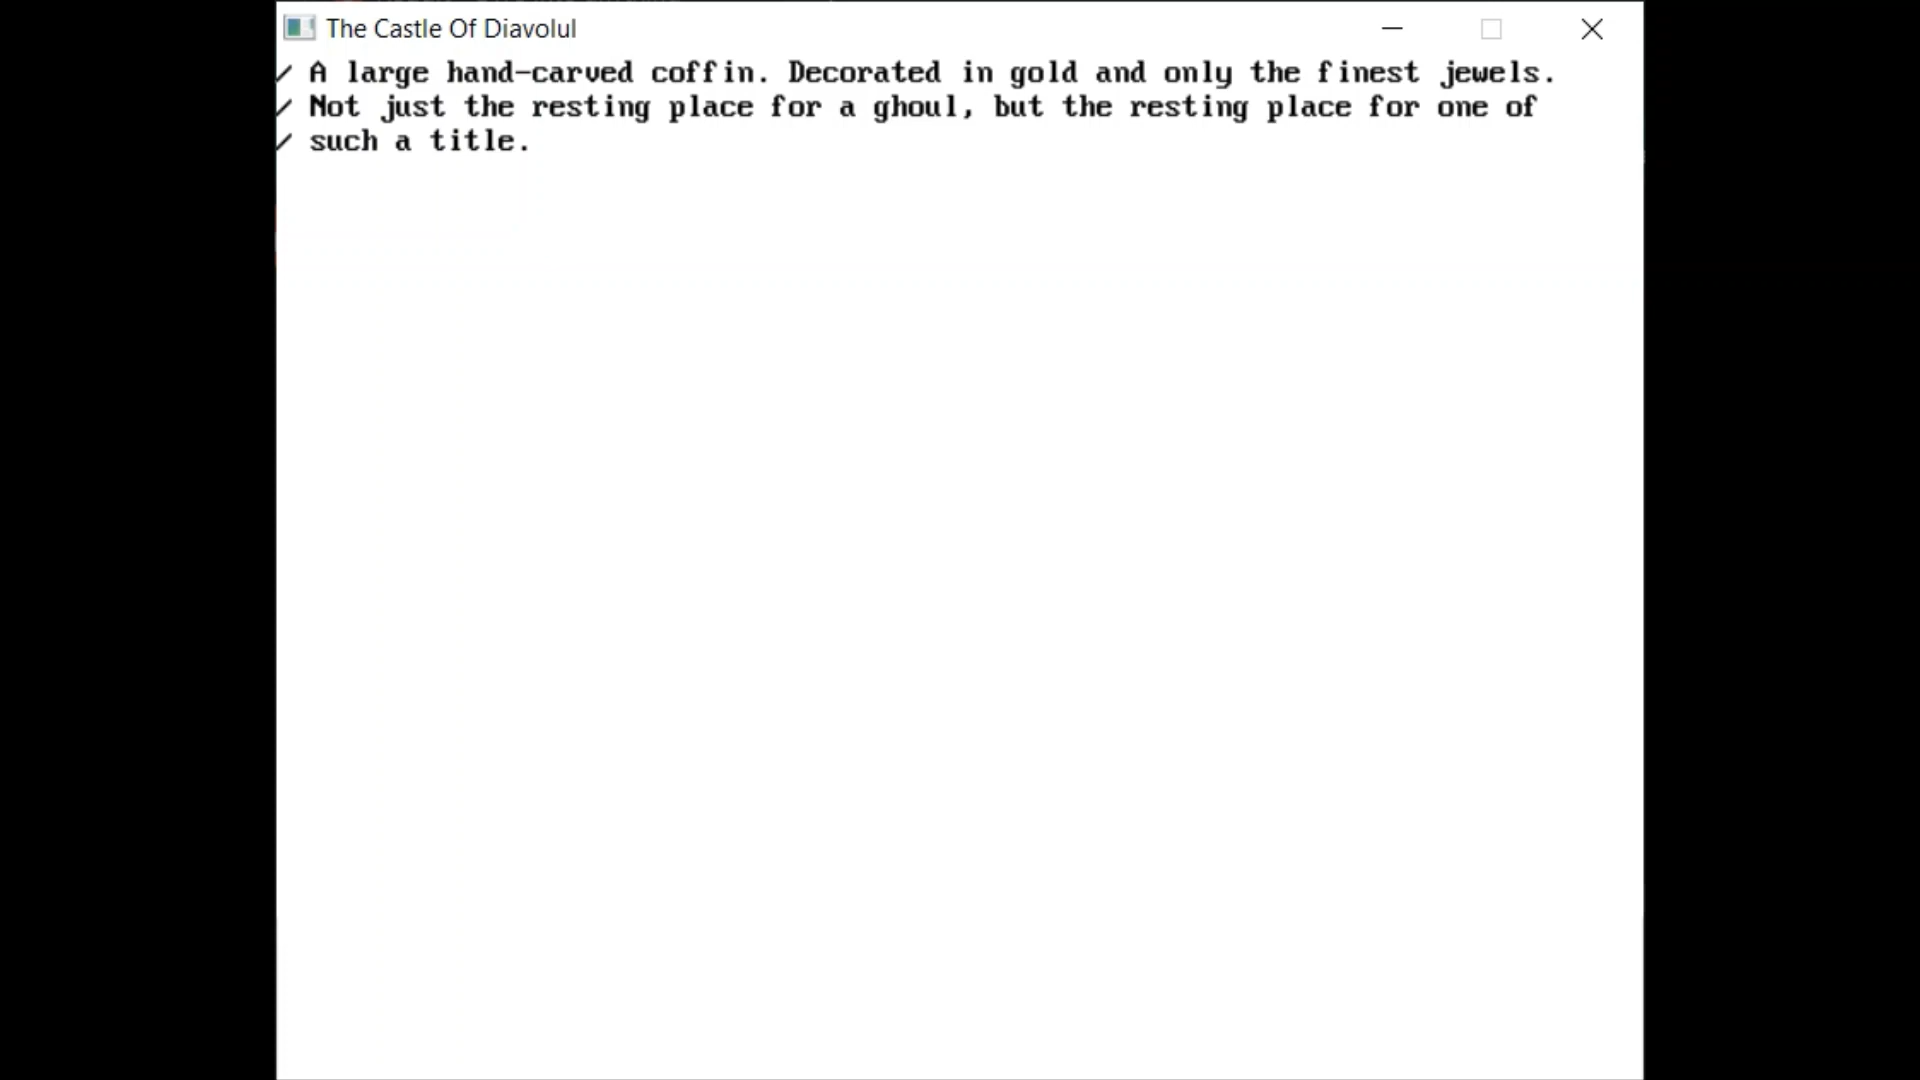 The Castle Of Diavolul
/ A large hand-carved coffin. Decorated in gold and only the finest jewels.
/ Not just the resting place for a ghoul, but the resting place for one of
/ such a title.